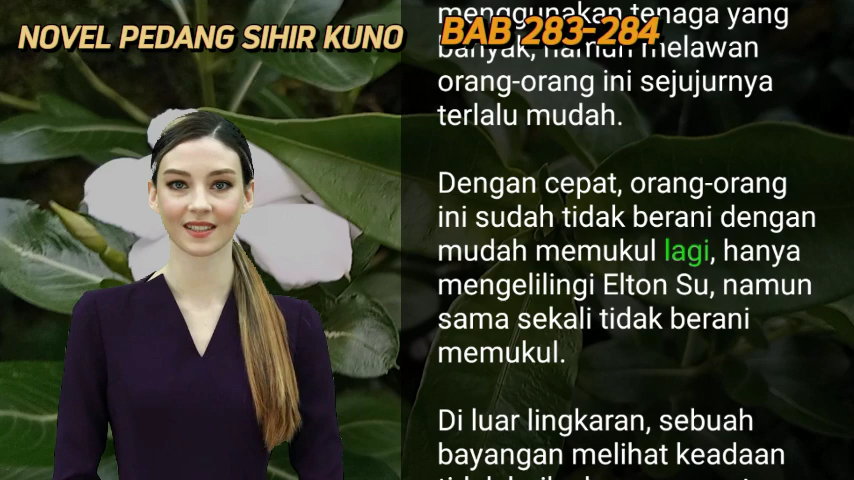 NOVEL PEDANG SIHIR KUNO
BAB 283-284
menggunakan tenaga yang
banyak, namun melawan
orang-orang ini sejujurnya
terlalu mudah.
Dengan cepat, orang-orang
ini sudah tidak berani dengan
mudah memukul lagi, hanya
mengelilingi Elton Su, namun
sama sekali tidak berani
memukul.
Di luar lingkaran, sebuah
bayangan melihat keadaan